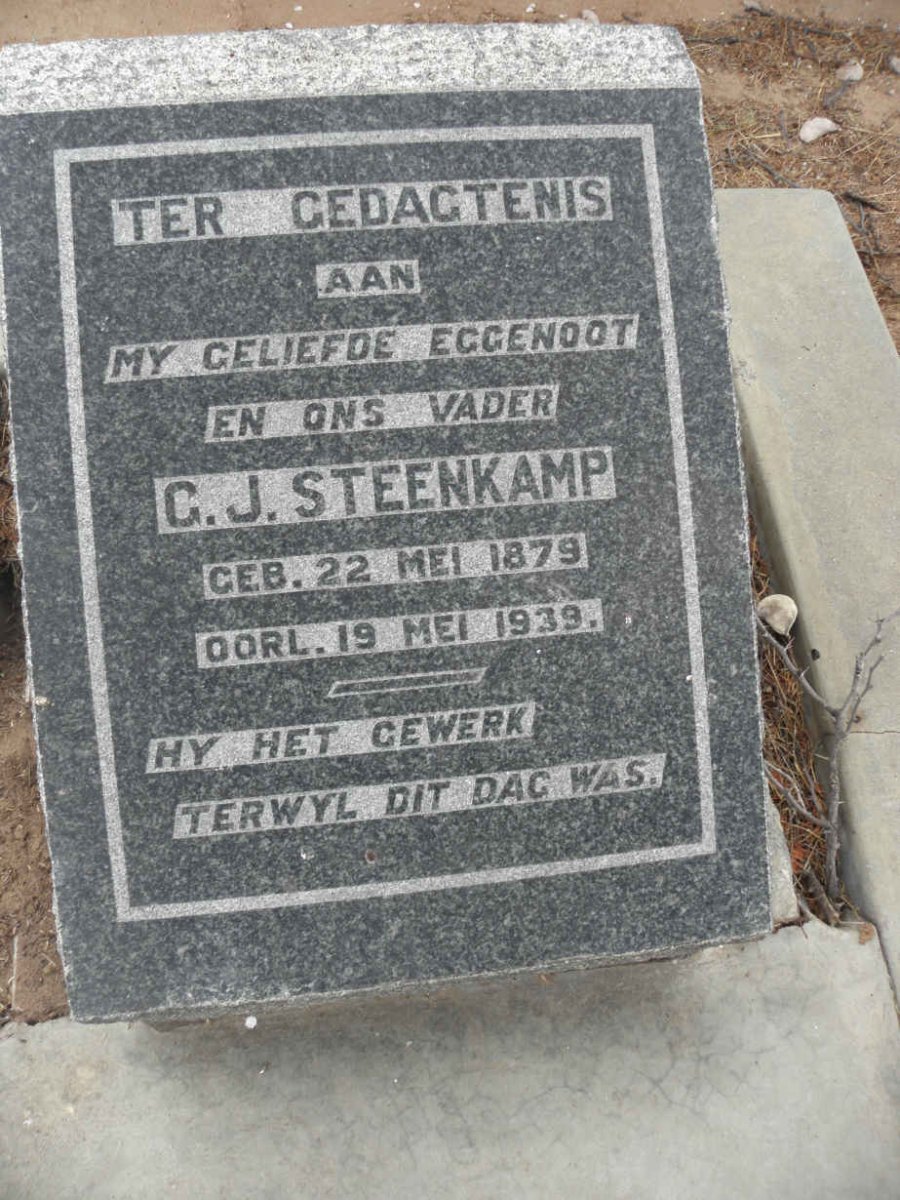 TER GEDAGTENIS
AAN
MY GELIEFDE EGGENOOT
EN ONS VADER
G.J. STEENKAMP
GEB. 22 MEI 1879
OORL. 19 MEI 1939.
HY HET GEWERK
TERWYL DIT DAG WAS.